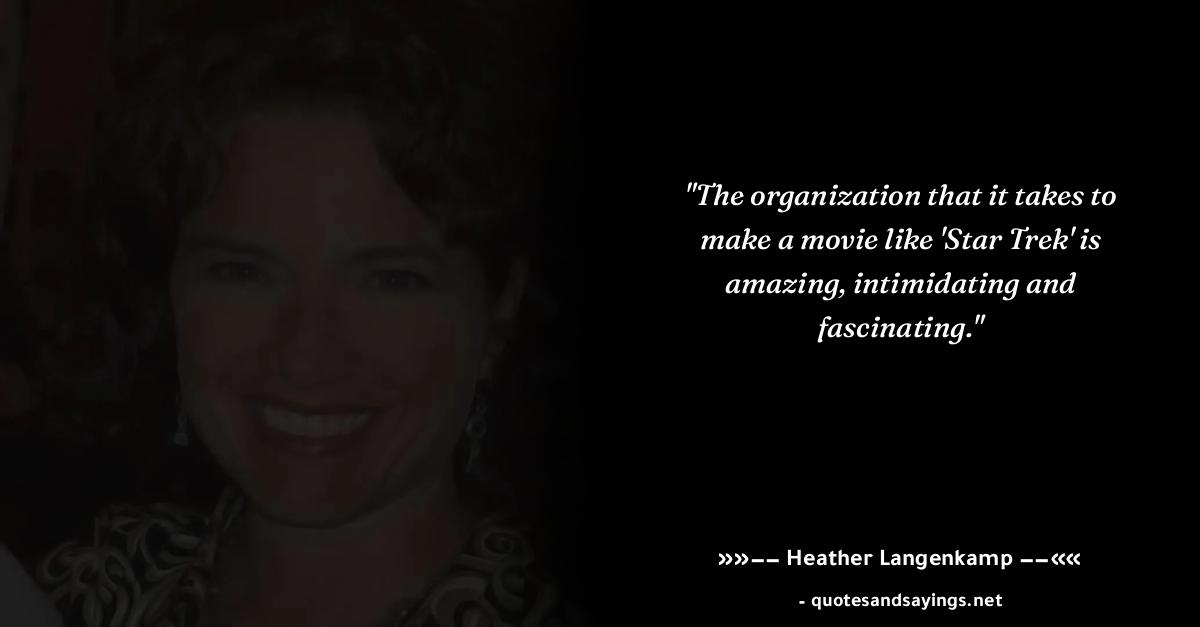 "The organization that it takes to
make a movie like 'Star Trek' is
amazing, intimidating and
fascinating."
»»−− Heather Langenkamp −−««
- quotesandsayings.net